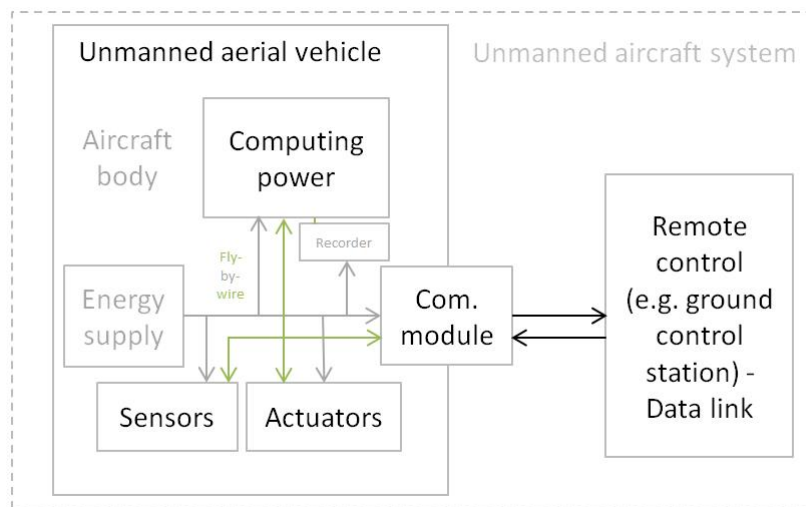 Unmanned aerial vehicle
Unmanned aircraft system
Aircraft
body
Computing
power
Recorder
Fly-
by-
wire
Energy
supply
Com.
module
Sensors
Actuators
Remote
control
(e.g. ground
control
station) -
Data link